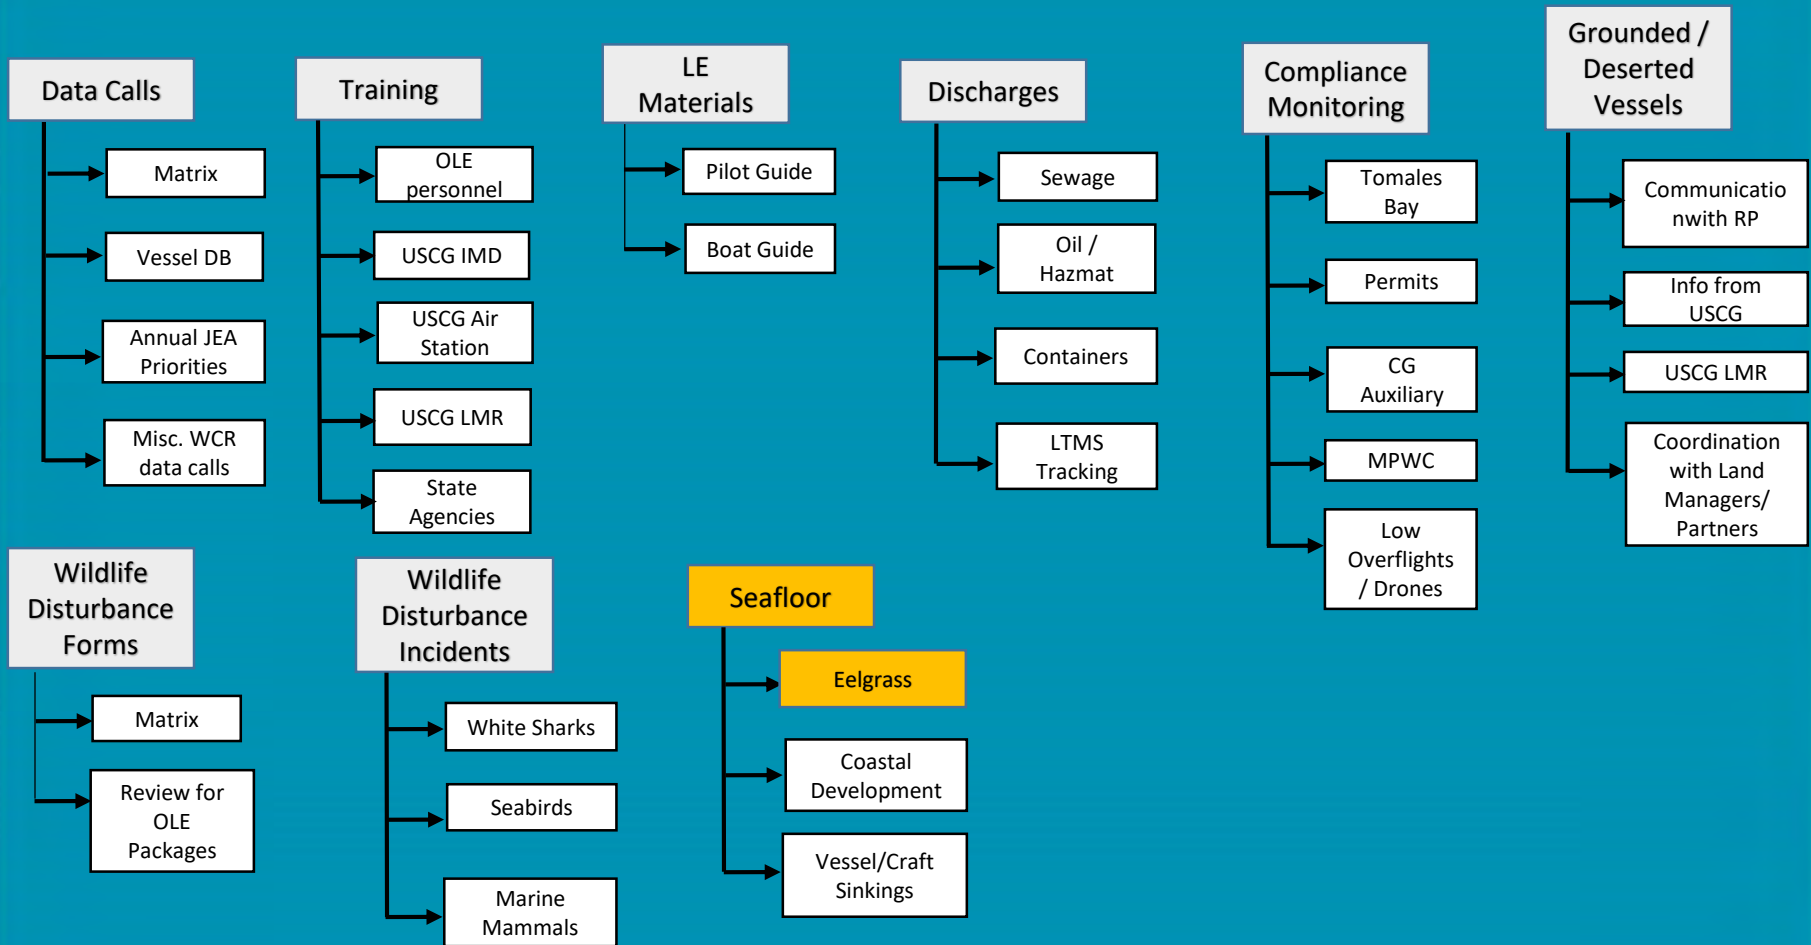 Data Calls
Matrix
Vessel DB
Annual JEA
Priorities
Misc. WCR
data calls
Training
OLE
personnel
USCG IMD
USCG Air
Station
USCG LMR
State
Agencies
LE
Materials
Pilot Guide
Boat Guide
Discharges
Sewage
Oil /
Hazmat
Containers
LTMS
Tracking
Compliance
Monitoring
Tomales
Bay
Permits
CG
Auxiliary
MPWC
Low
Overflights
/ Drones
Grounded /
Deserted
Vessels
Communicatio
nwith RP
Info from
USCG
USCG LMR
Coordination
with Land
Managers/
Partners
Wildlife
Disturbance
Forms
Matrix
Review for
OLE
Packages
Wildlife
Disturbance
Incidents
White Sharks
Seabirds
Marine
Mammals
Seafloor
Eelgrass
Coastal
Development
Vessel/Craft
Sinkings